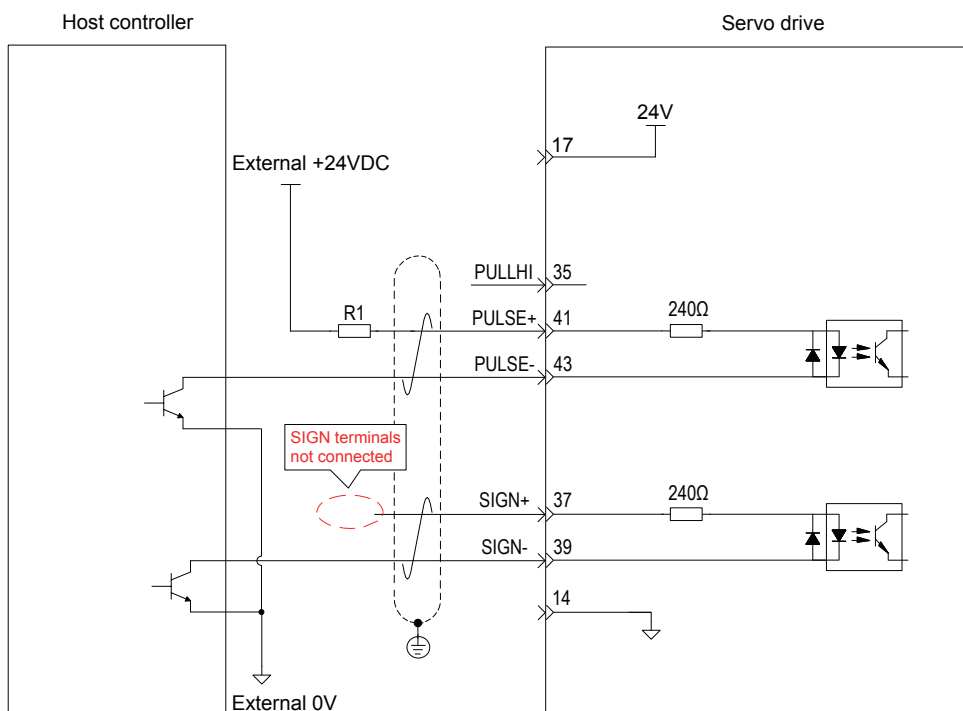 Host controller
Servo drive
24V
17
External +24VDC
PULLHI
35
R1
PULSE+
41
240Ω
PULSE-
43
SIGN terminals
not connected
SIGN+
37
240Ω
SIGN-
39
14
External 0V